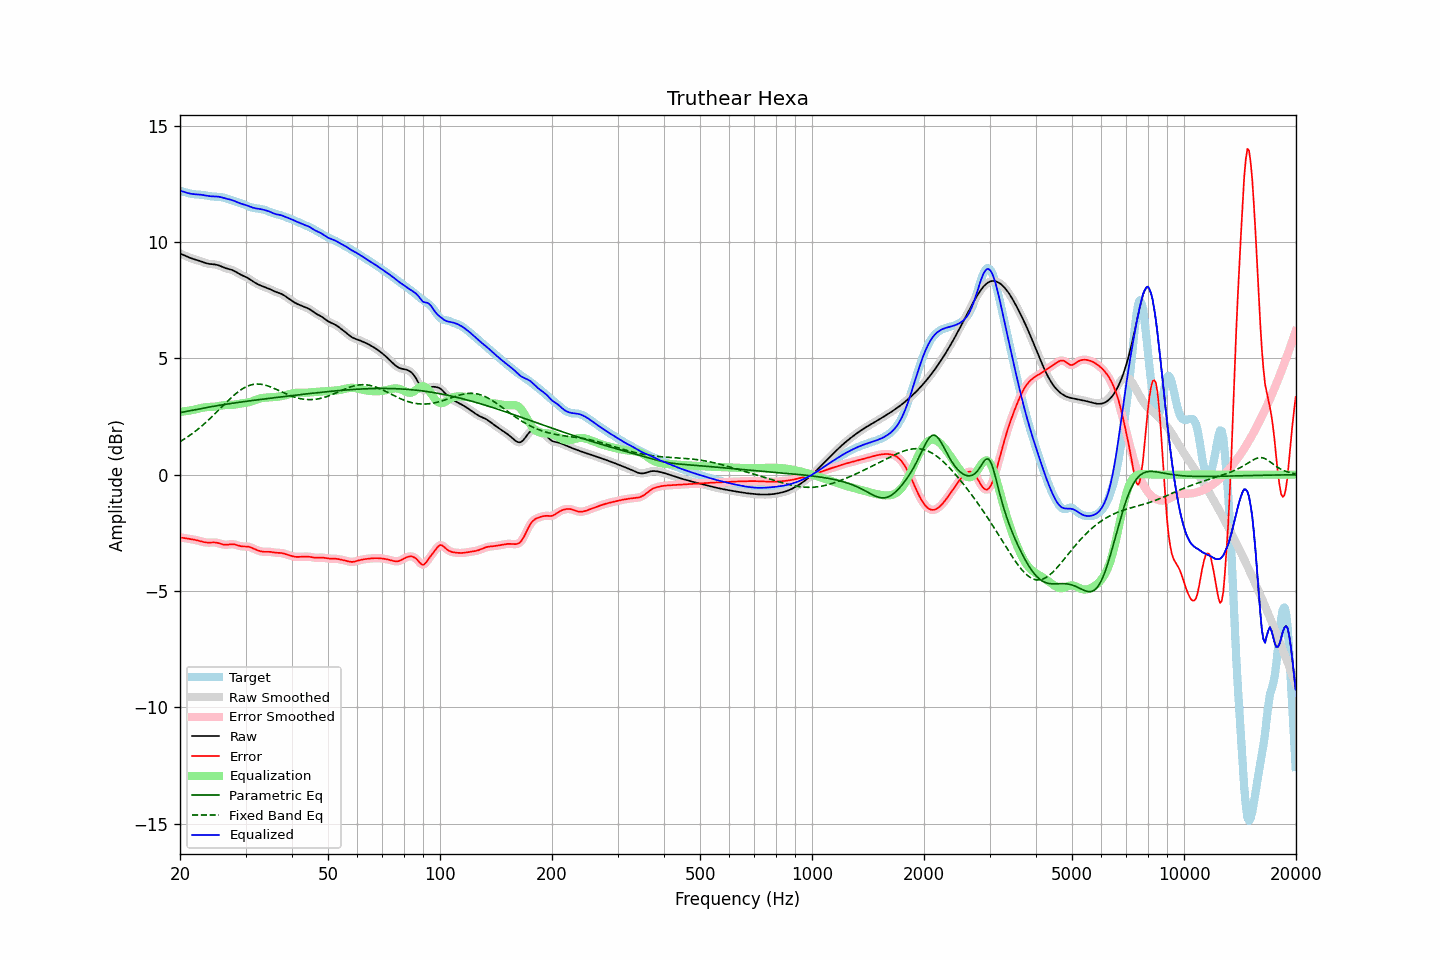 Truthear Hexa
Amplitude (dBr)
15
10
5
0
−5
−10
−15
Target
Raw Smoothed
Error Smoothed
Raw
Error
Equalization
Parametric Eq
Fixed Band Eq
Equalized
20 50 100 200 500 1000 2000 5000 10000 20000
Frequency (Hz)